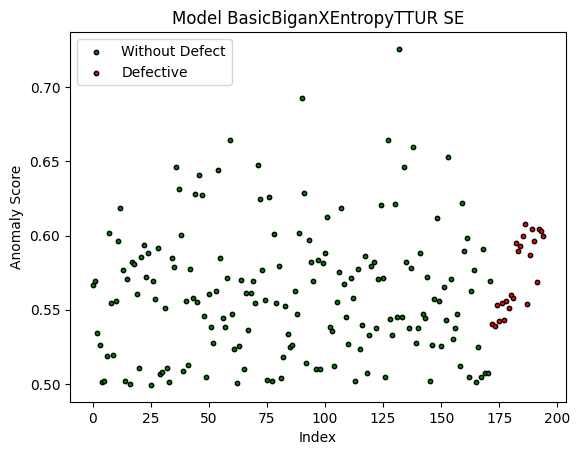 Model BasicBiganXEntropyTTUR SE
Without Defect
Defective
Anomaly Score
0.70
0.65
0.60
0.55
0.50
0
25
50
75
100
125
150
175
200
Index